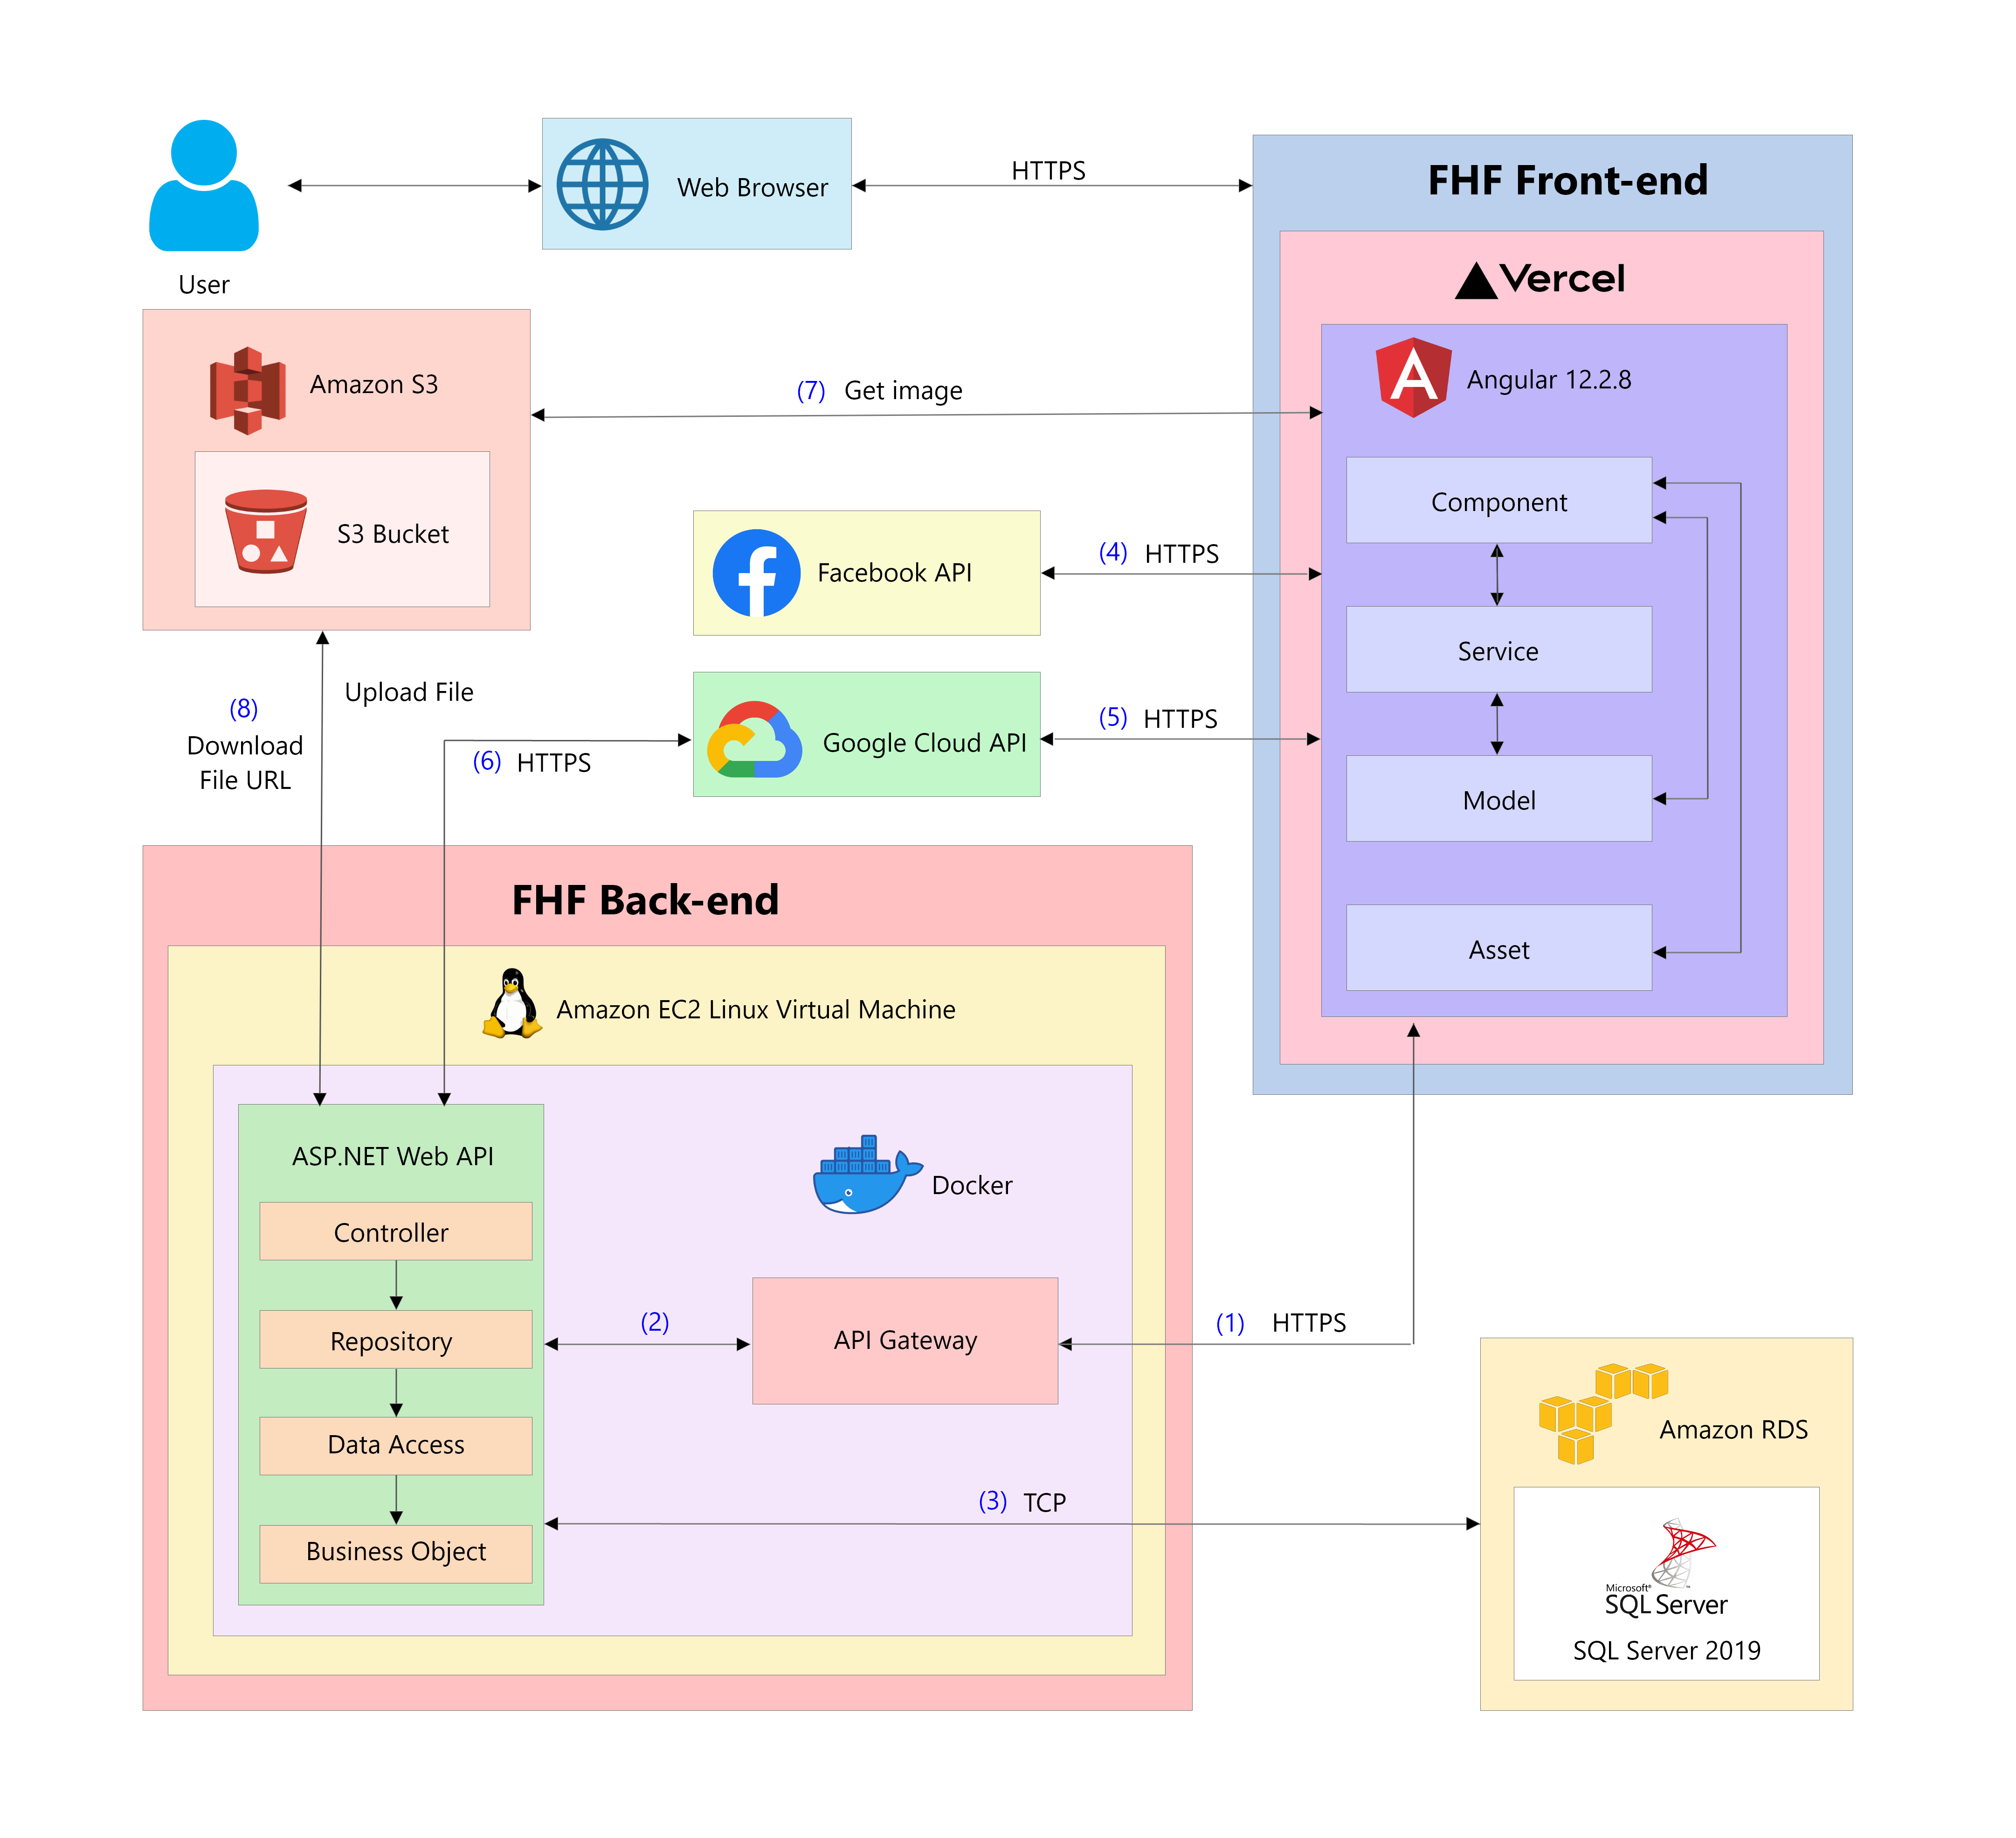 User
Web Browser
HTTPS
FHF Front-end
Vercel
Angular 12.2.8
Component
Service
Model
Asset
Amazon S3
S3 Bucket
(7) Get image
Facebook API
(4) HTTPS
Google Cloud API
(5) HTTPS
(6) HTTPS
Upload File
(8)
Download
File URL
FHF Back-end
Amazon EC2 Linux Virtual Machine
ASP.NET Web API
Controller
Repository
Data Access
Business Object
Docker
(2)
API Gateway
(1) HTTPS
(3) TCP
Amazon RDS
Microsoft®
SQL Server
SQL Server 2019